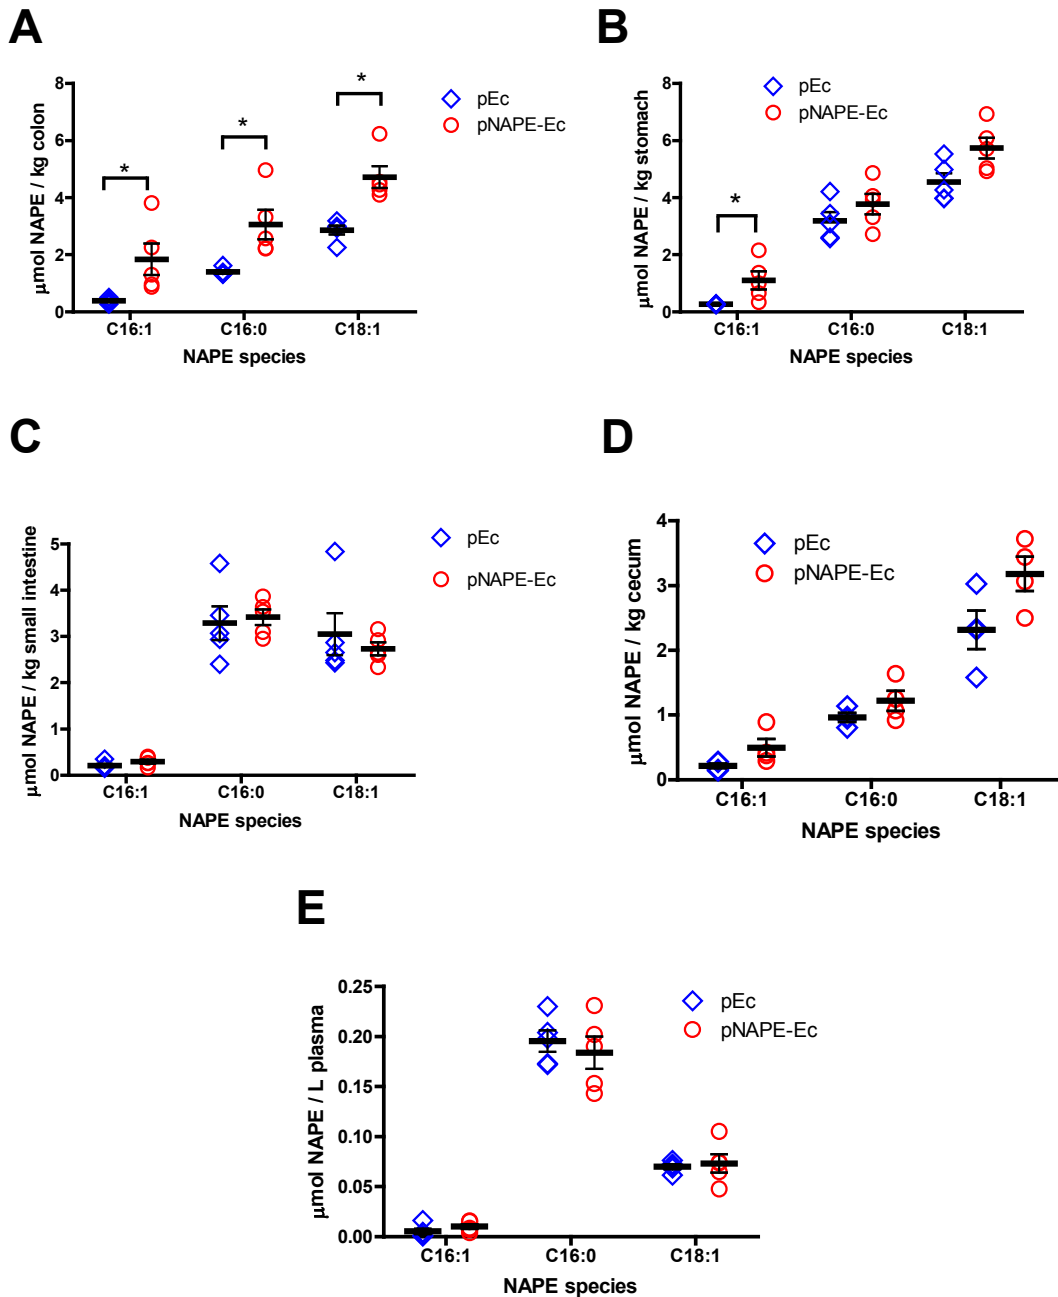 A
8
6
4
2
0
μmol NAPE / kg colon
*
*
*
pEc
pNAPE-Ec
C16:1
C16:0
C18:1
NAPE species
B
8
6
4
2
0
μmol NAPE / kg stomach
*
pEc
pNAPE-Ec
C16:1
C16:0
C18:1
NAPE species
C
5
4
3
2
1
0
μmol NAPE / kg small intestine
pEc
pNAPE-Ec
C16:1
C16:0
C18:1
NAPE species
D
4
3
2
1
0
μmol NAPE / kg cecum
pEc
pNAPE-Ec
C16:1
C16:0
C18:1
NAPE species
E
0.25
0.20
0.15
0.10
0.05
0.00
μmol NAPE / L plasma
pEc
pNAPE-Ec
C16:1
C16:0
C18:1
NAPE species